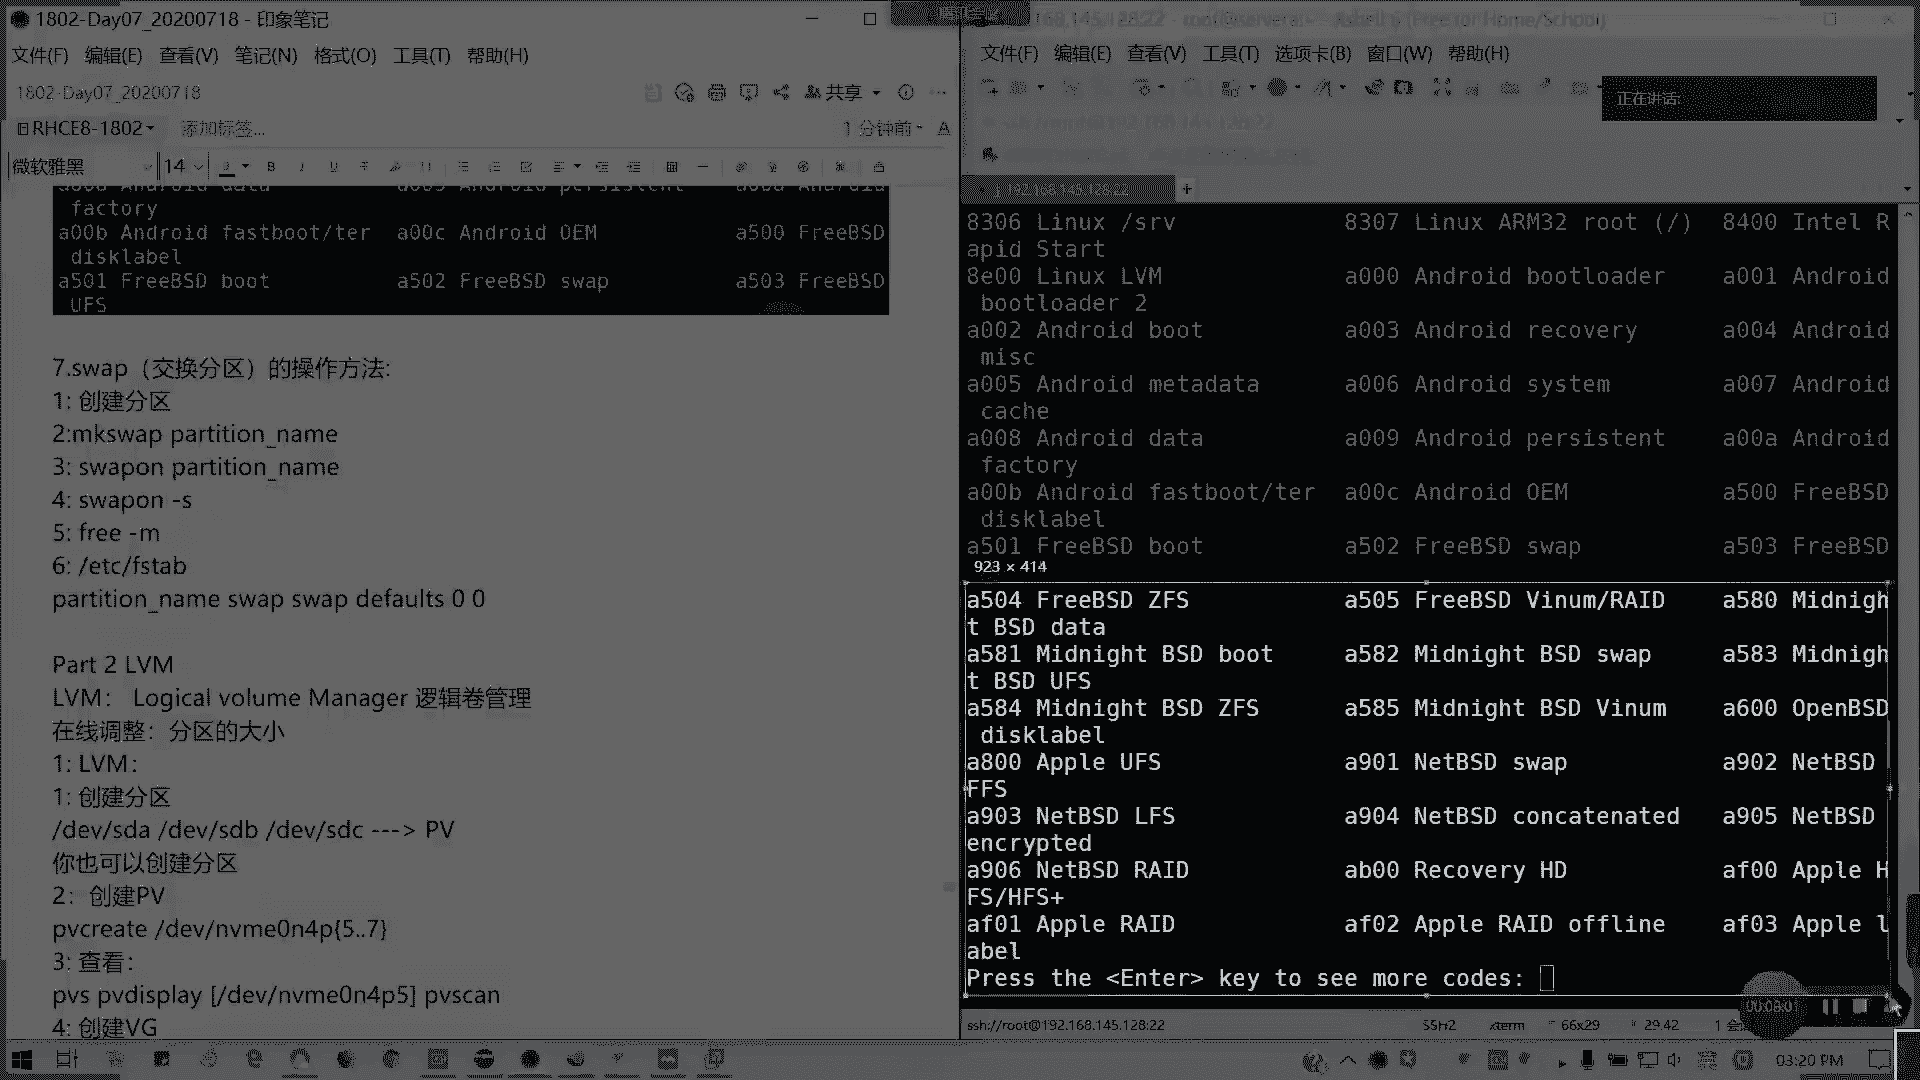 1802-Day07_20200718 - 印象笔记
文件(F) 编辑(E) 查看(V) 笔记(N) 格式(O) 工具(T) 帮助(H)
1802-Day07_20200718
共享
RHCE8-1802
添加标签...
1 分钟前
微软雅黑
14
factory
a00b Android fastboot/ter a00c Android OEM a500 FreeBSD
disklabel
a501 FreeBSD boot a502 FreeBSD swap a503 FreeBSD
UFS
7.swap（交换分区）的操作方法:
1: 创建分区
2:mkswap partition_name
3: swapon partition_name
4: swapon -s
5: free -m
6: /etc/fstab
partition_name swap swap defaults 0 0
Part 2 LVM
LVM： Logical volume Manager 逻辑卷管理
在线调整：分区的大小
1: LVM：
1: 创建分区
/dev/sda /dev/sdb /dev/sdc ---> PV
你也可以创建分区
2：创建PV
pvcreate /dev/nvme0n4p{5..7}
3: 查看：
pvs pvdisplay [/dev/nvme0n4p5] pvscan
4: 创建VG
文件(F) 编辑(E) 查看(V) 工具(T) 选项卡(B) 窗口(W) 帮助(H)
正在讲话:
192.168.145.128:22
8306 Linux /srv 8307 Linux ARM32 root (/) 8400 Intel R
apid Start
8e00 Linux LVM a000 Android bootloader a001 Android
bootloader 2
a002 Android boot a003 Android recovery a004 Android
misc
a005 Android metadata a006 Android system a007 Android
cache
a008 Android data a009 Android persistent a00a Android
factory
a00b Android fastboot/ter a00c Android OEM a500 FreeBSD
disklabel
a501 FreeBSD boot a502 FreeBSD swap a503 FreeBSD
923 × 414
a504 FreeBSD ZFS a505 FreeBSD Vinum/RAID a580 Midnigh
t BSD data
a581 Midnight BSD boot a582 Midnight BSD swap a583 Midnigh
t BSD UFS
a584 Midnight BSD ZFS a585 Midnight BSD Vinum a600 OpenBSD
disklabel
a800 Apple UFS a901 NetBSD swap a902 NetBSD
FFS
a903 NetBSD LFS a904 NetBSD concatenated a905 NetBSD
encrypted
a906 NetBSD RAID ab00 Recovery HD af00 Apple H
FS/HFS+
af01 Apple RAID af02 Apple RAID offline af03 Apple l
abel
Press the <Enter> key to see more codes:
ssh://root@192.168.145.128:22
SSH2
xterm
66x29
29,42
03:20 PM